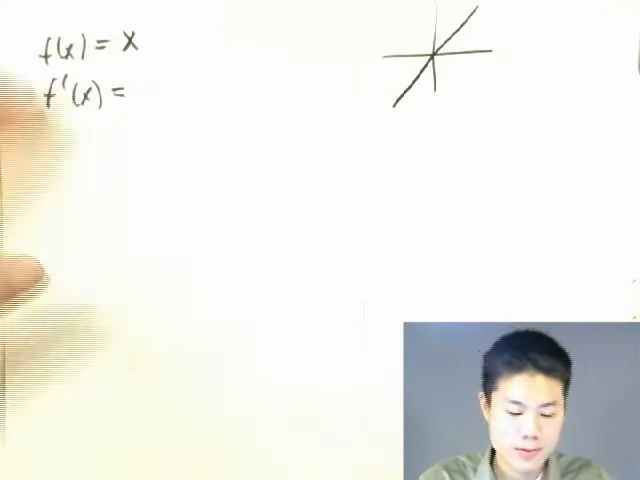 f(x) = x
f'(x) =